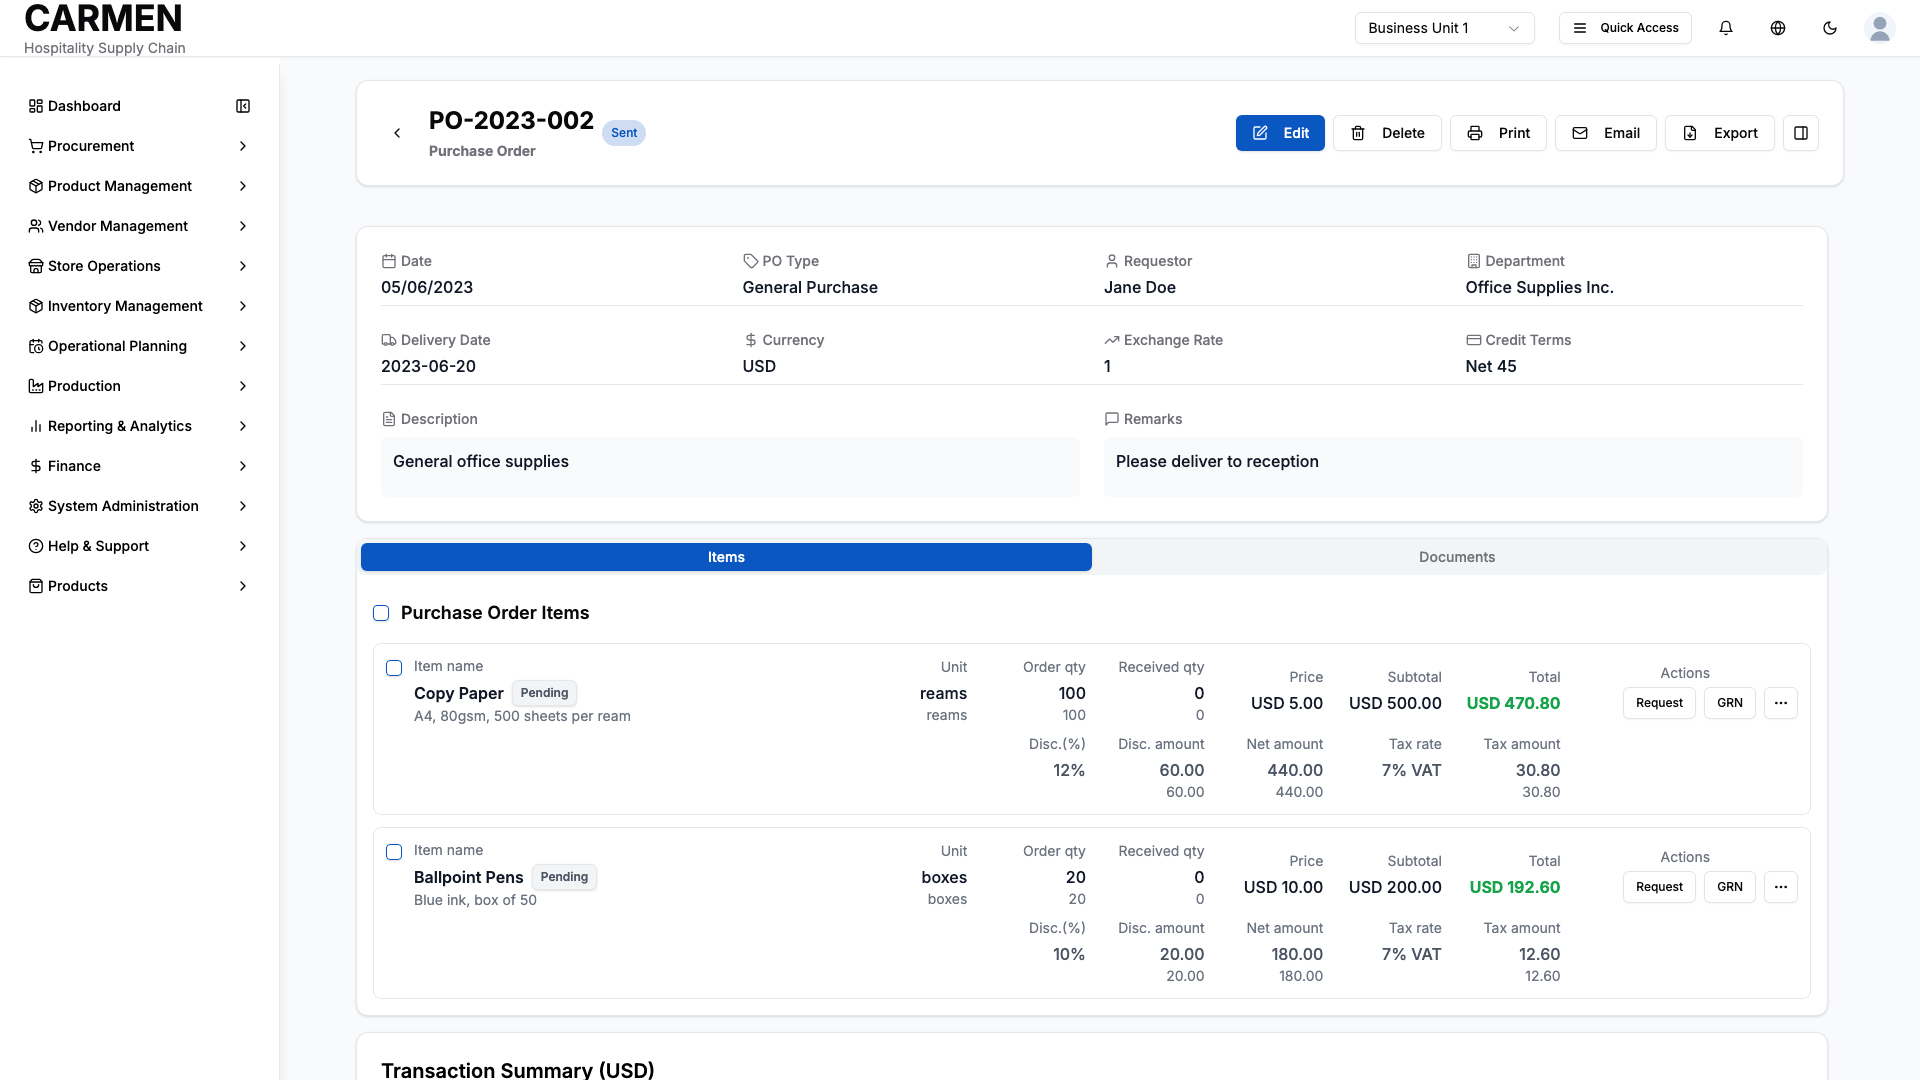 CARMEN
Hospitality Supply Chain
Business Unit 1
Quick Access
Dashboard
Procurement
Product Management
Vendor Management
Store Operations
Inventory Management
Operational Planning
Production
Reporting & Analytics
Finance
System Administration
Help & Support
Products
PO-2023-002
Sent
Purchase Order
Edit
Delete
Print
Email
Export
Date
05/06/2023
PO Type
General Purchase
Requestor
Jane Doe
Department
Office Supplies Inc.
Delivery Date
2023-06-20
Currency
USD
Exchange Rate
1
Credit Terms
Net 45
Description
General office supplies
Remarks
Please deliver to reception
Items
Documents
Purchase Order Items
Item name
Copy Paper
Pending
A4, 80gsm, 500 sheets per ream
Unit
reams
reams
Order qty
100
100
Received qty
0
0
Price
USD 5.00
Subtotal
USD 500.00
Total
USD 470.80
Actions
Request
GRN
Disc.(%)
12%
Disc. amount
60.00
60.00
Net amount
440.00
440.00
Tax rate
7% VAT
Tax amount
30.80
30.80
Item name
Ballpoint Pens
Pending
Blue ink, box of 50
Unit
boxes
boxes
Order qty
20
20
Received qty
0
0
Price
USD 10.00
Subtotal
USD 200.00
Total
USD 192.60
Actions
Request
GRN
Disc.(%)
10%
Disc. amount
20.00
20.00
Net amount
180.00
180.00
Tax rate
7% VAT
Tax amount
12.60
12.60
Transaction Summary (USD)